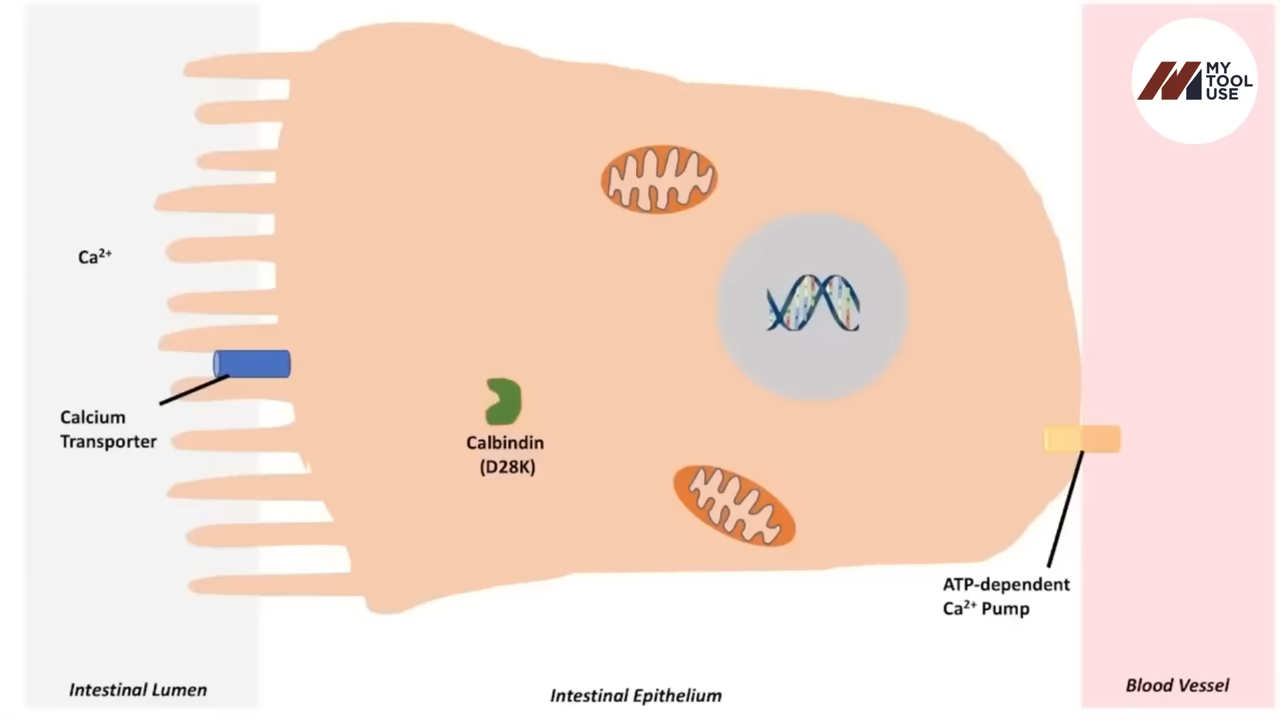 MY
TOOL
USE
Ca²⁺
Calcium
Transporter
Calbindin
(D28K)
ATP-dependent
Ca²⁺ Pump
Intestinal Lumen
Intestinal Epithelium
Blood Vessel